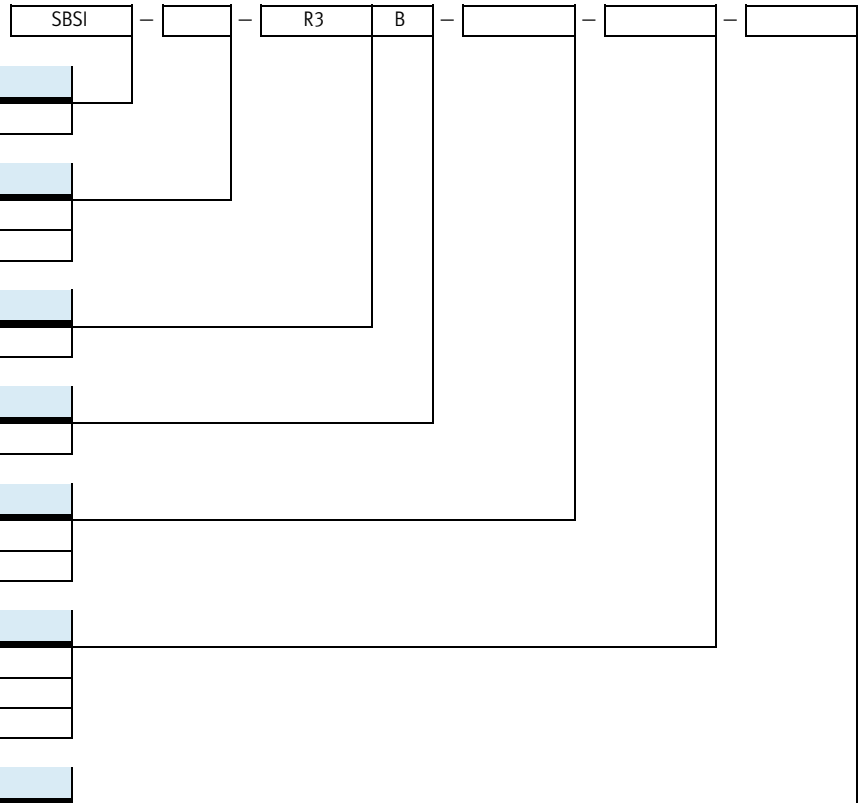 SBSI – – R3 B – – –